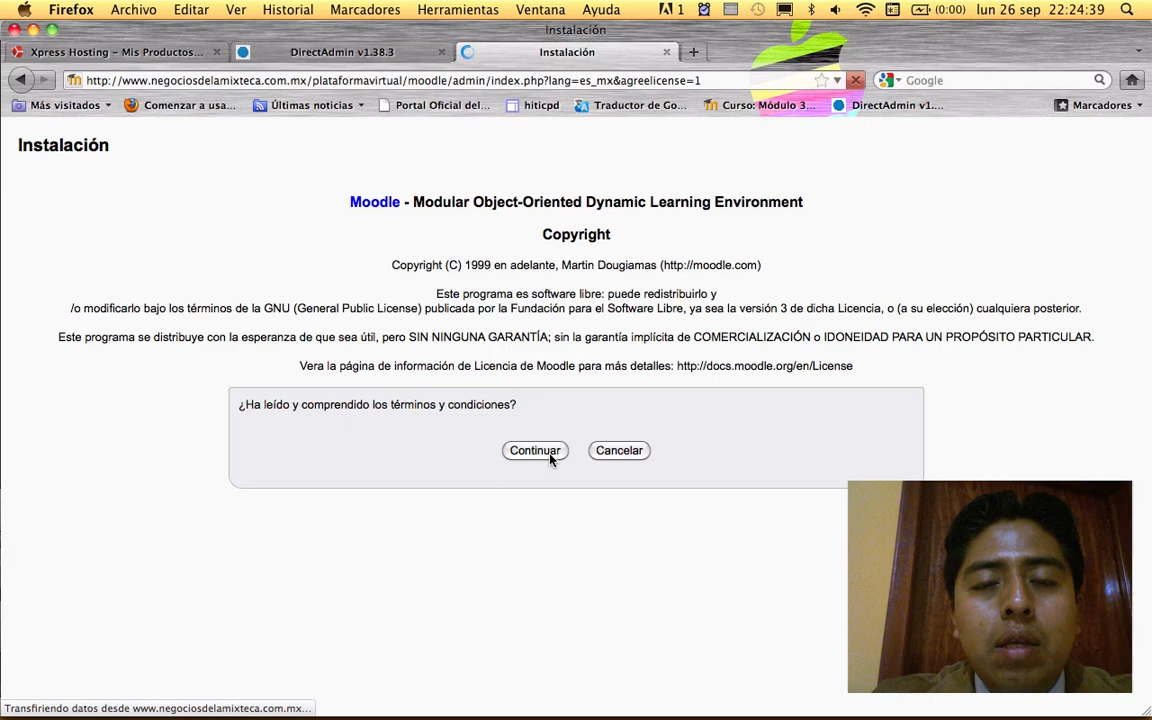 Firefox Archivo Editar Ver Historial Marcadores Herramientas Ventana Ayuda 1 (0:00) lun 26 sep 22:24:39
Instalación
Xpress Hosting – Mis Productos... DirectAdmin v1.38.3 Instalación
http://www.negociosdelamixteca.com.mx/plataformavirtual/moodle/admin/index.php?lang=es_mx&agreelicense=1 Google
Más visitados Comenzar a usa... Últimas noticias Portal Oficial del... hiticpd Traductor de Go... Curso: Módulo 3... DirectAdmin v1.... Marcadores
Instalación
Moodle - Modular Object-Oriented Dynamic Learning Environment
Copyright
Copyright (C) 1999 en adelante, Martin Dougiamas (http://moodle.com)
Este programa es software libre: puede redistribuirlo y
/o modificarlo bajo los términos de la GNU (General Public License) publicada por la Fundación para el Software Libre, ya sea la versión 3 de dicha Licencia, o (a su elección) cualquiera posterior.
Este programa se distribuye con la esperanza de que sea útil, pero SIN NINGUNA GARANTÍA; sin la garantía implícita de COMERCIALIZACIÓN o IDONEIDAD PARA UN PROPÓSITO PARTICULAR.
Vera la página de información de Licencia de Moodle para más detalles: http://docs.moodle.org/en/License
¿Ha leído y comprendido los términos y condiciones?
Continuar Cancelar
Transfiriendo datos desde www.negociosdelamixteca.com.mx...